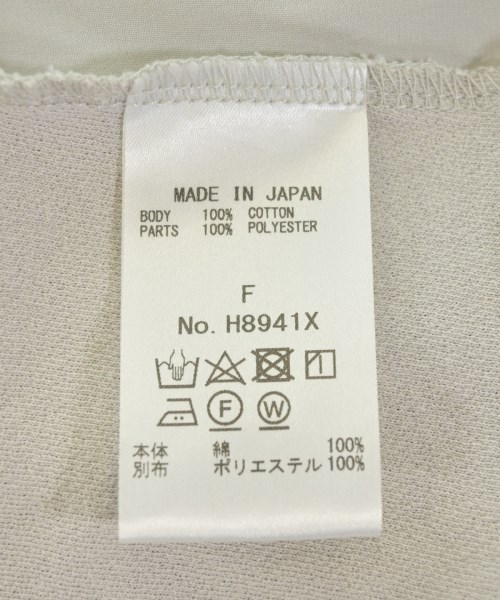 MADE IN JAPAN
BODY 100% COTTON
PARTS 100% POLYESTER
F
No. H8941X
F W
本体 綿 100%
別布 ポリエステル 100%